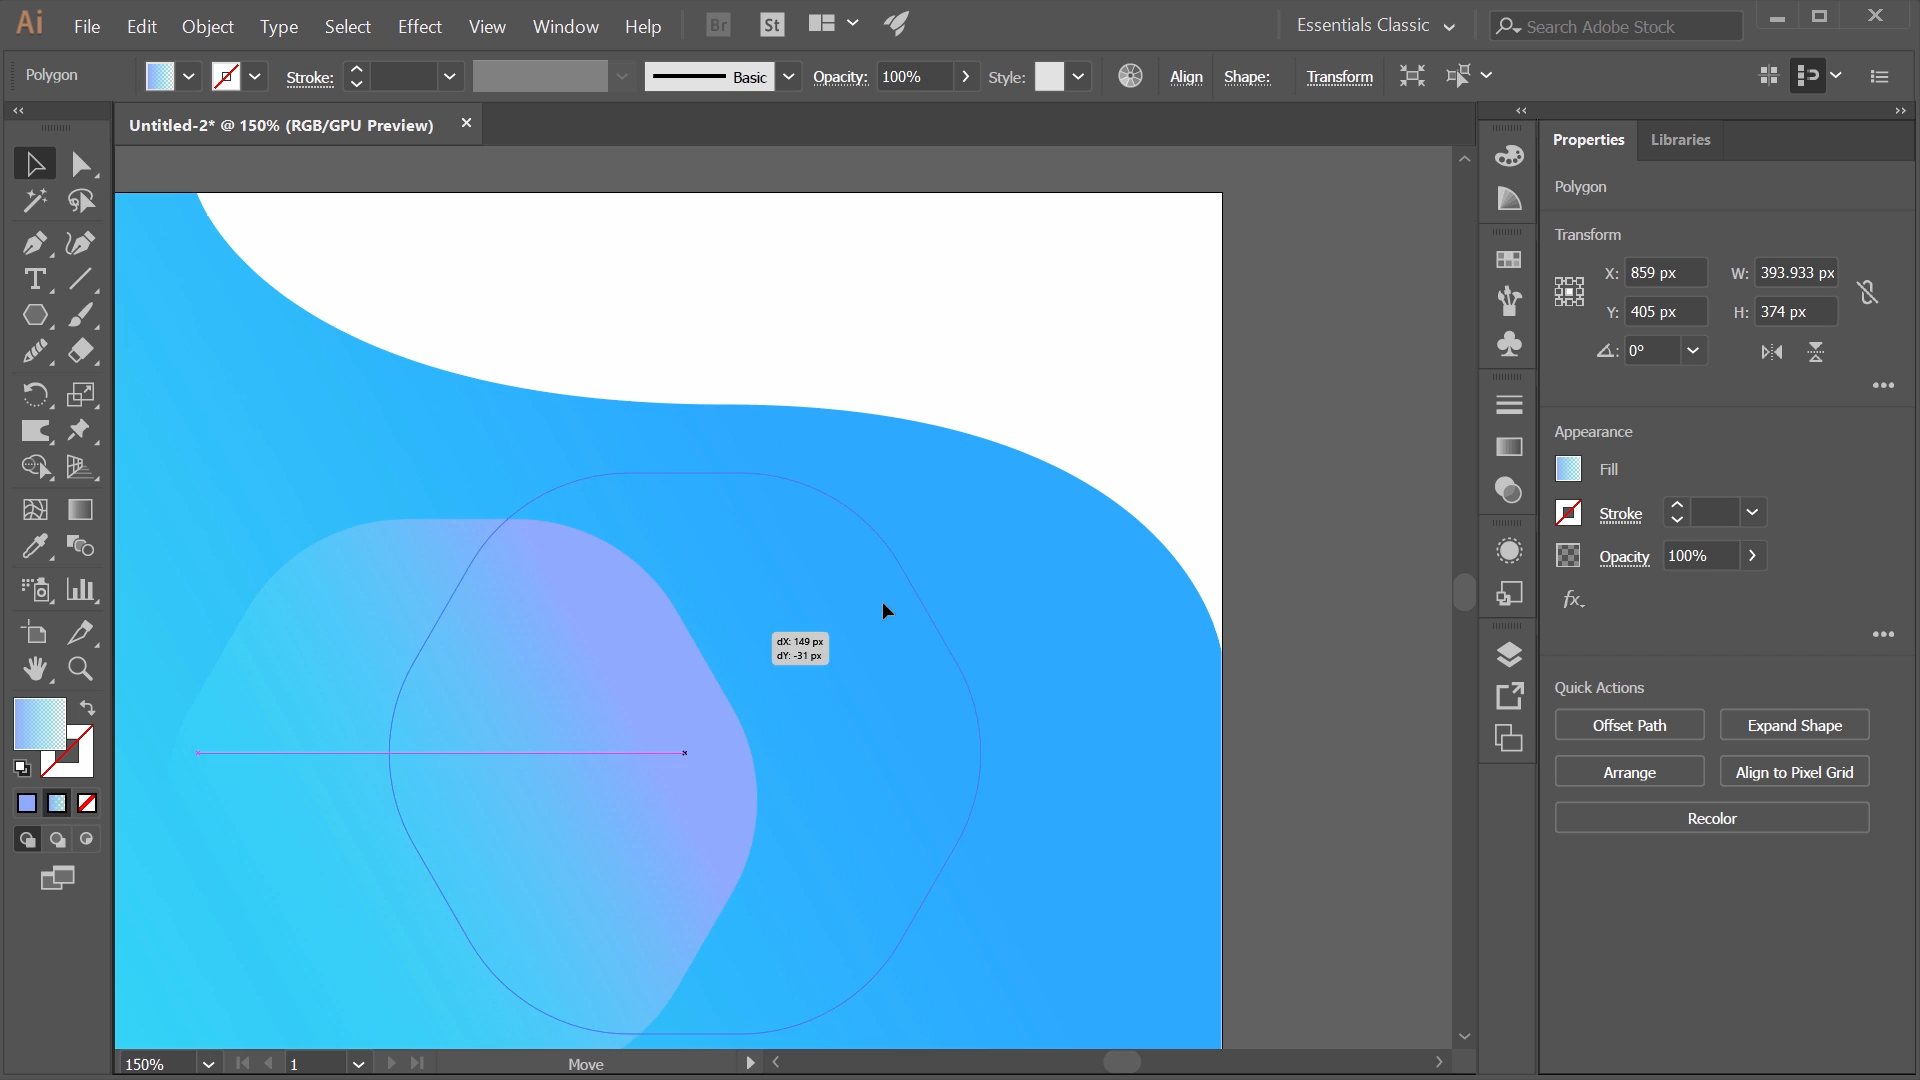 Ai File Edit Object Type Select Effect View Window Help Br St Essentials Classic Search Adobe Stock
Polygon Stroke: Basic Opacity: 100% Style: Align Shape: Transform
Untitled-2* @ 150% (RGB/GPU Preview)
Properties Libraries
Polygon
Transform
X: 859 px W: 393.933 px
Y: 405 px H: 374 px
0°
Appearance
Fill
Stroke
Opacity 100%
fx
dX: 149 px
dY: -31 px
Quick Actions
Offset Path Expand Shape
Arrange Align to Pixel Grid
Recolor
150% 1 Move